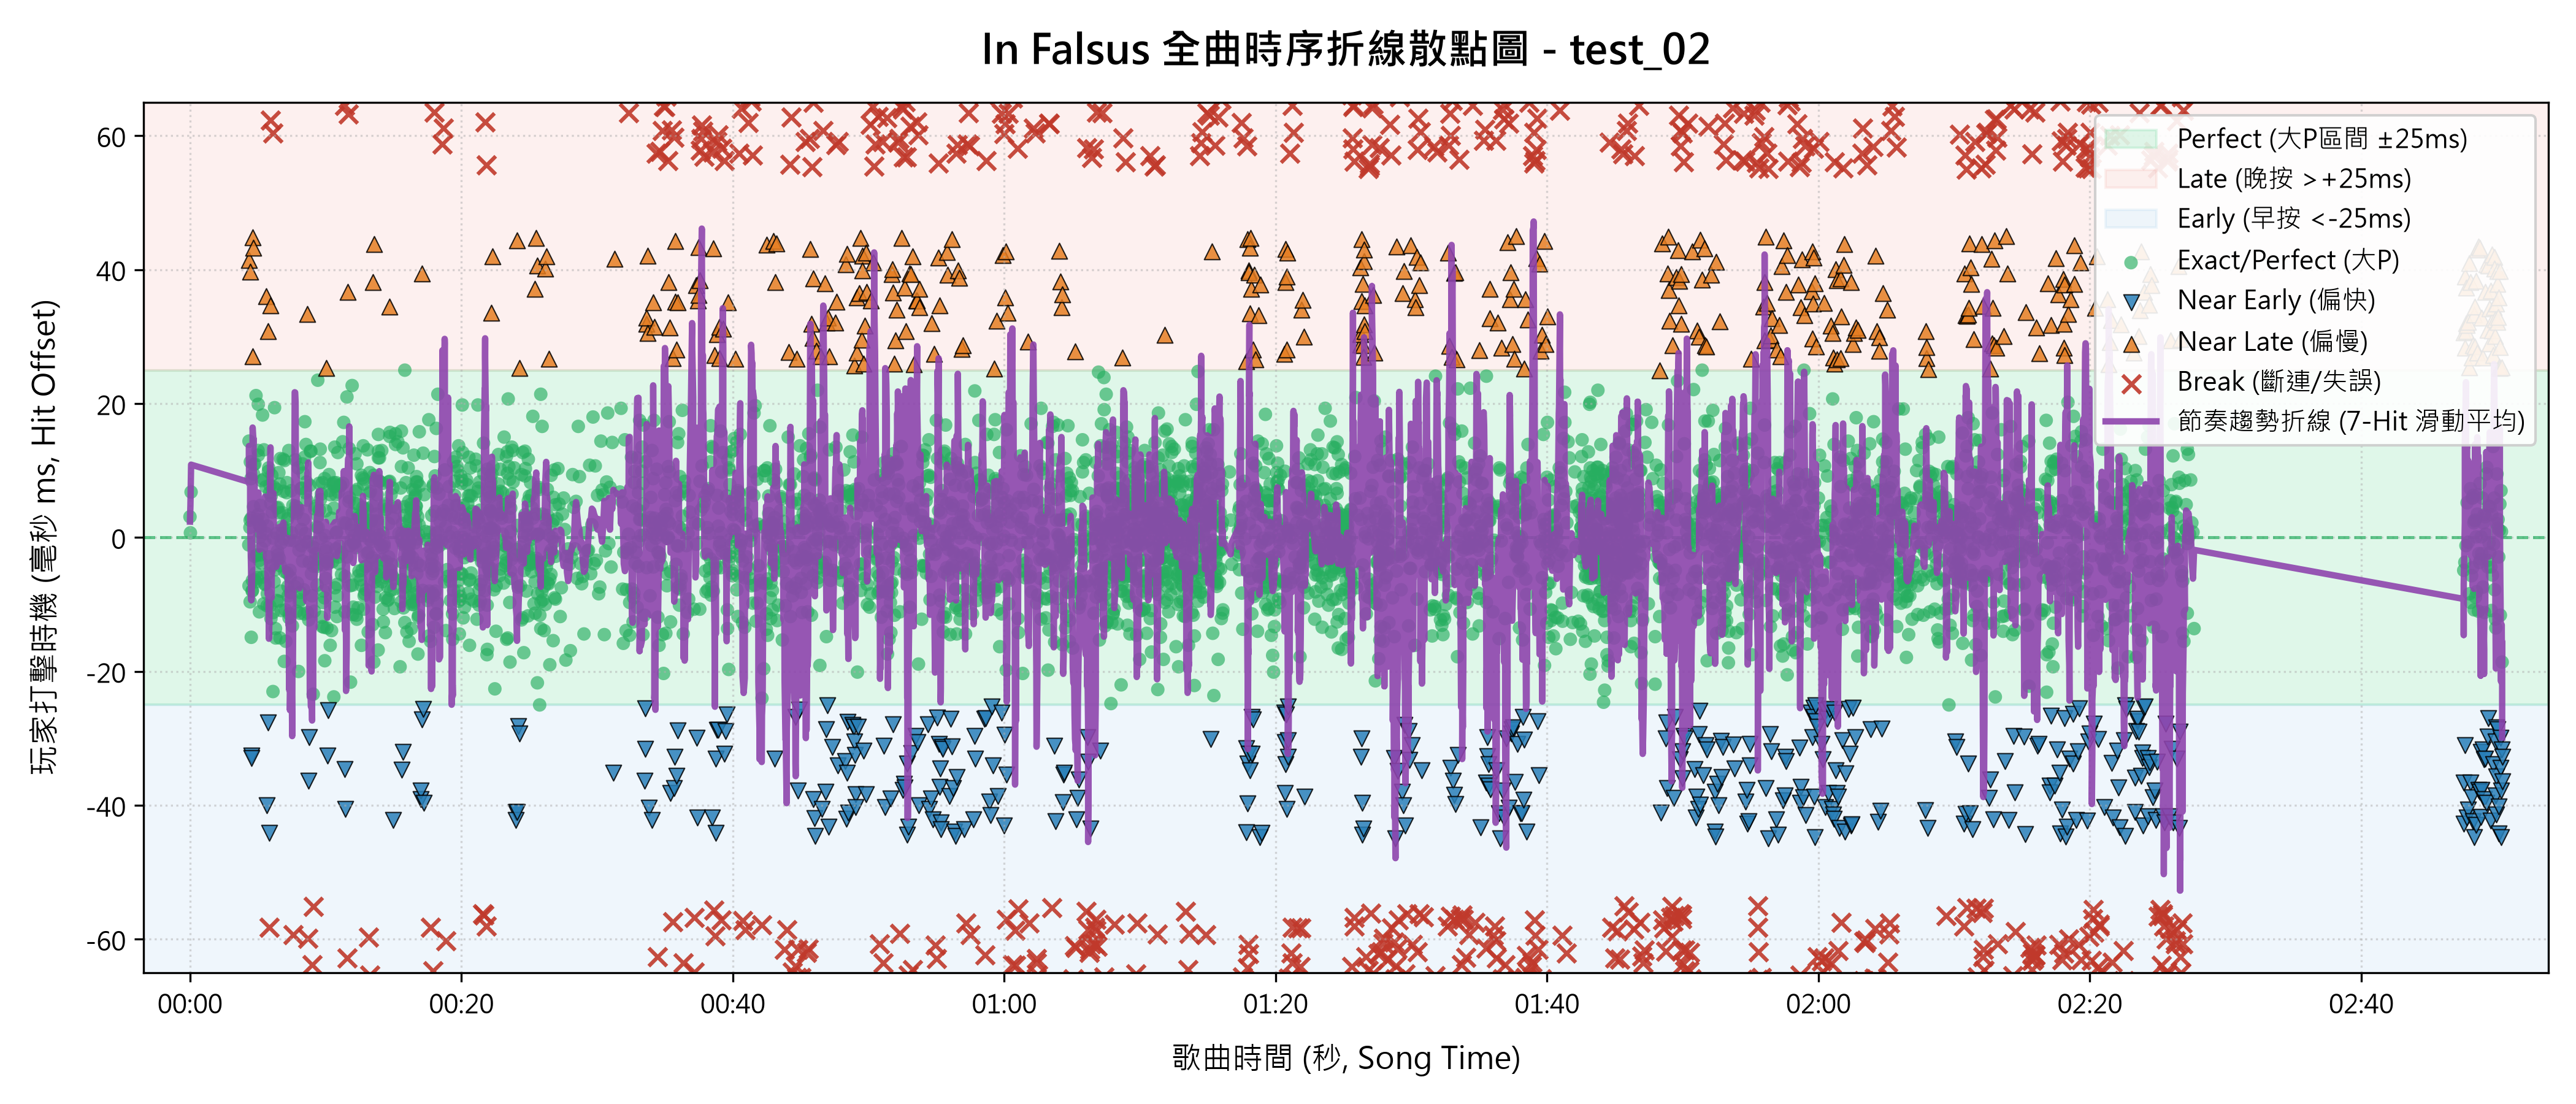 In Falsus 全曲時序折線散點圖 - test_02
玩家打擊時機 (毫秒 ms, Hit Offset)
60
40
20
0
-20
-40
-60
Perfect (大P區間 ±25ms)
Late (晚按 >+25ms)
Early (早按 <-25ms)
Exact/Perfect (大P)
Near Early (偏快)
Near Late (偏慢)
Break (斷連/失誤)
節奏趨勢折線 (7-Hit 滑動平均)
00:00 00:20 00:40 01:00 01:20 01:40 02:00 02:20 02:40
歌曲時間 (秒, Song Time)